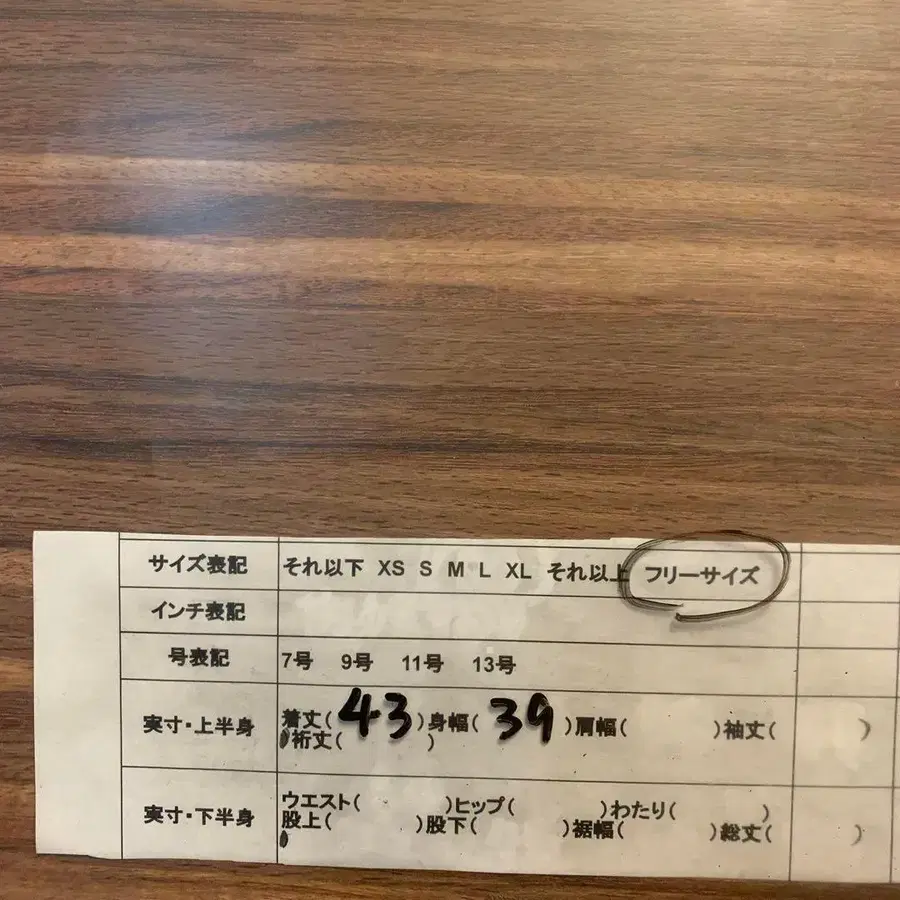 サイズ表記 それ以下 XS S M L XL それ以上 フリーサイズ
インチ表記
号表記 7号 9号 11号 13号
実寸・上半身 着丈( 43 )身幅( 39 )肩幅( )袖丈( )
裄丈( )
実寸・下半身 ウエスト( )ヒップ( )わたり( )
股上( )股下( )裾幅( )総丈( )